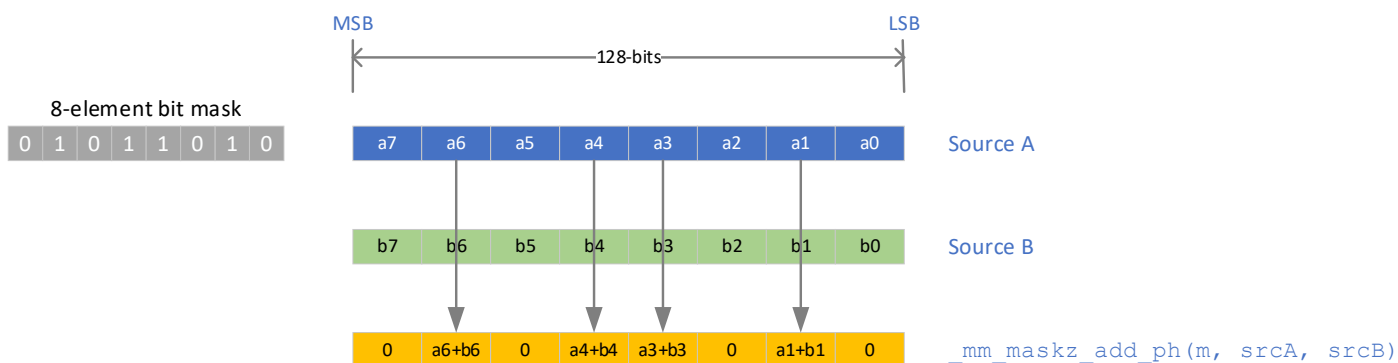 MSB LSB
128-bits
8-element bit mask
0 1 0 1 1 0 1 0 a7 a6 a5 a4 a3 a2 a1 a0 Source A
b7 b6 b5 b4 b3 b2 b1 b0 Source B
0 a6+b6 0 a4+b4 a3+b3 0 a1+b1 0 _mm_maskz_add_ph(m, srcA, srcB)